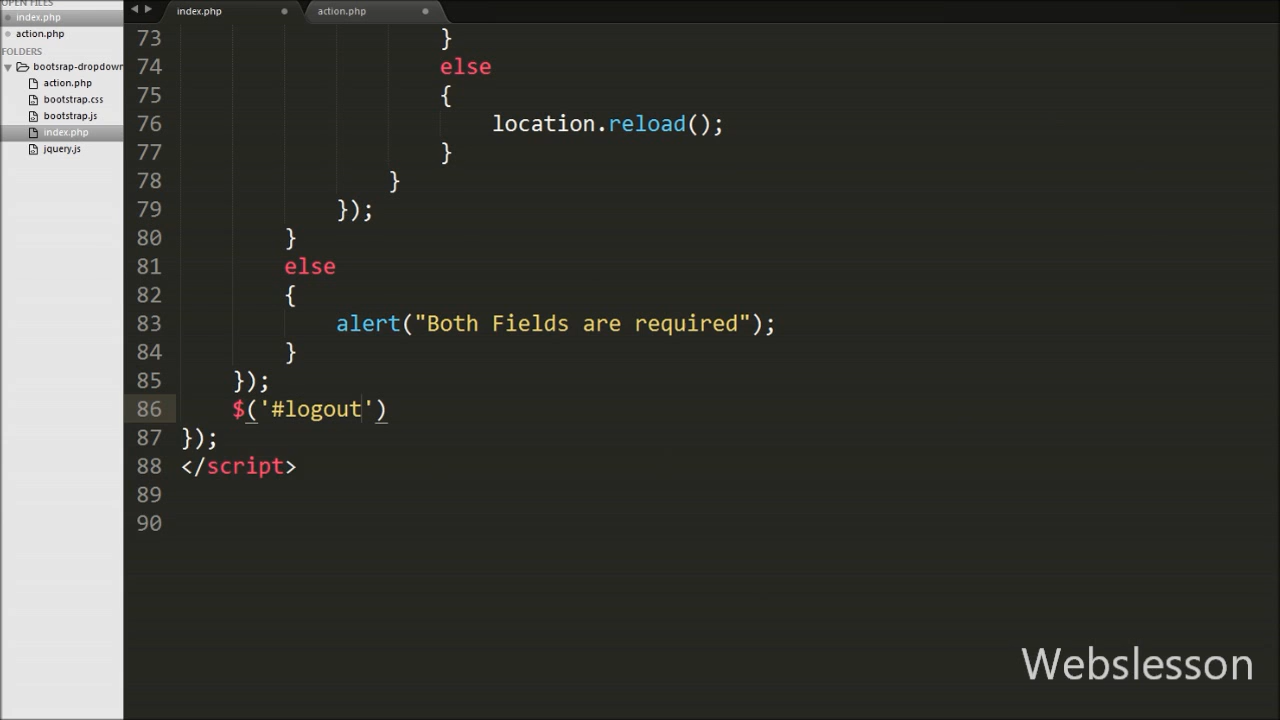 OPEN FILES
index.php
action.php
FOLDERS
bootsrap-dropdown
action.php
bootstrap.css
bootstrap.js
index.php
jquery.js
index.php
action.php
73 }
74 else
75 {
76 location.reload();
77 }
78 }
79 });
80 }
81 else
82 {
83 alert("Both Fields are required");
84 }
85 });
86 $('#logout')
87 });
88 </script>
89
90
Webslesson